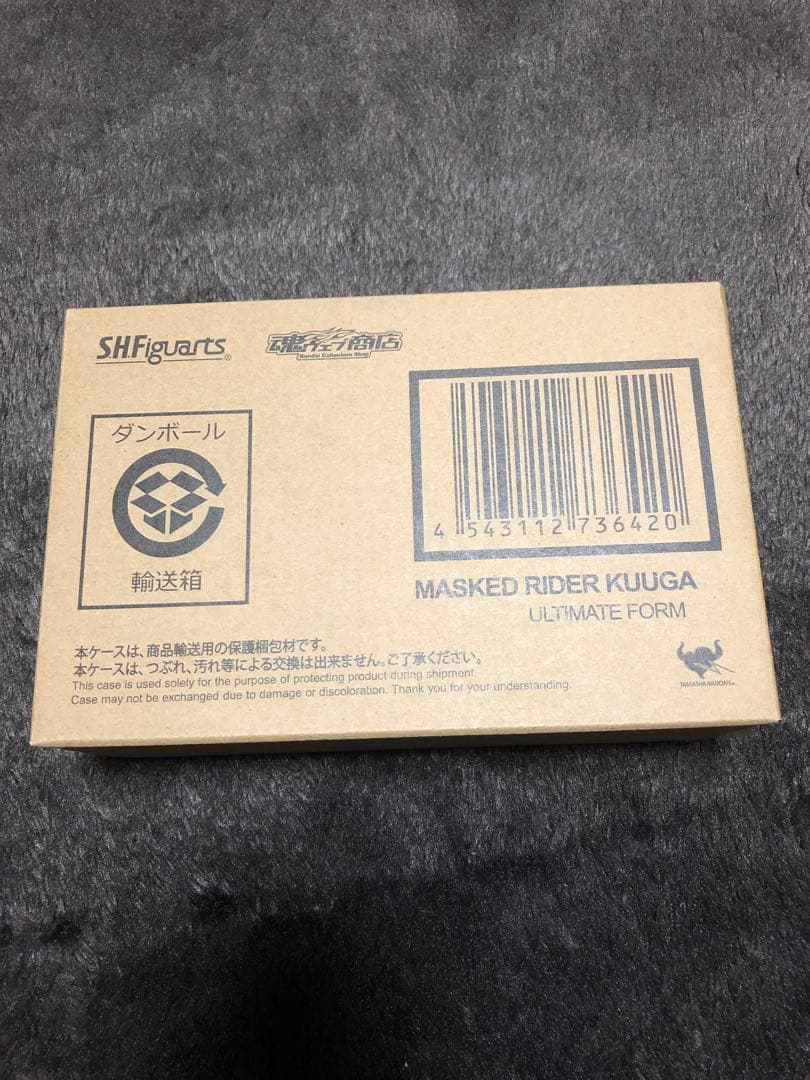 S.H.Figuarts®
魂ウェブ商店
Bandai Collectors Shop
ダンボール
輸送箱
4 543112 736420
MASKED RIDER KUUGA
ULTIMATE FORM
本ケースは、商品輸送用の保護梱包材です。
本ケースは、つぶれ、汚れ等による交換は出来ません。ご了承ください。
This case is used solely for the purpose of protecting product during shipment.
Case may not be exchanged due to damage or discoloration. Thank you for your understanding.
TAMASHII NATIONS